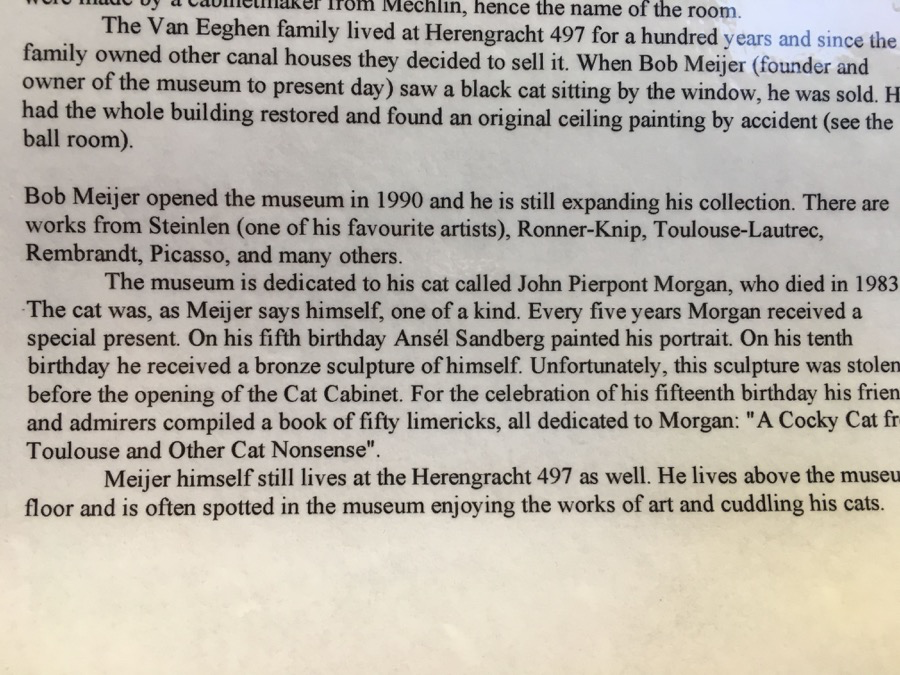 were made by a cabinetmaker from Mechlin, hence the name of the room.
The Van Eeghen family lived at Herengracht 497 for a hundred years and since the
family owned other canal houses they decided to sell it. When Bob Meijer (founder and
owner of the museum to present day) saw a black cat sitting by the window, he was sold. H
had the whole building restored and found an original ceiling painting by accident (see the
ball room).
Bob Meijer opened the museum in 1990 and he is still expanding his collection. There are
works from Steinlen (one of his favourite artists), Ronner-Knip, Toulouse-Lautrec,
Rembrandt, Picasso, and many others.
The museum is dedicated to his cat called John Pierpont Morgan, who died in 1983
The cat was, as Meijer says himself, one of a kind. Every five years Morgan received a
special present. On his fifth birthday Ansél Sandberg painted his portrait. On his tenth
birthday he received a bronze sculpture of himself. Unfortunately, this sculpture was stolen
before the opening of the Cat Cabinet. For the celebration of his fifteenth birthday his frien
and admirers compiled a book of fifty limericks, all dedicated to Morgan: "A Cocky Cat fr
Toulouse and Other Cat Nonsense".
Meijer himself still lives at the Herengracht 497 as well. He lives above the museu
floor and is often spotted in the museum enjoying the works of art and cuddling his cats.